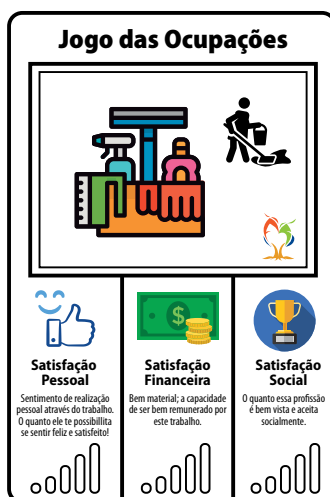 Jogo das Ocupações
$
Satisfação
Pessoal
Sentimento de realização
pessoal através do trabalho.
O quanto ele te possibillita
se sentir feliz e satisfeito!
Satisfação
Financeira
Bem material; a capacidade
de ser bem remunerado por
este trabalho.
Satisfação
Social
O quanto essa profissão
é bem vista e aceita
socialmente.